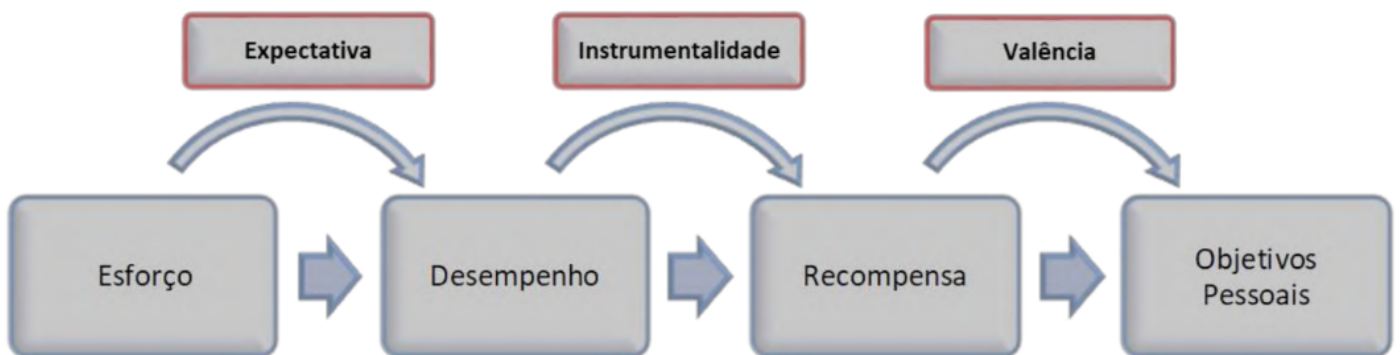 Expectativa
Instrumentalidade
Valência
Esforço
Desempenho
Recompensa
Objetivos
Pessoais